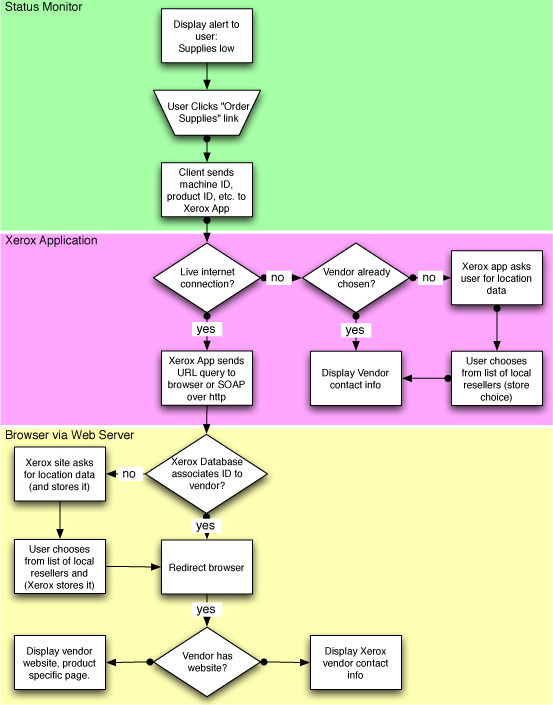 Status Monitor
Display alert to
user:
Supplies low
User Clicks "Order
Supplies" link
Client sends
machine ID,
product ID, etc. to
Xerox App
Xerox Application
Live internet
connection?
no
Vendor already
chosen?
no
Xerox app asks
user for location
data
yes
yes
Xerox App sends
URL query to
browser or SOAP
over http
Display Vendor
contact info
User chooses
from list of local
resellers (store
choice)
Browser via Web Server
Xerox site asks
for location data
(and stores it)
no
Xerox Database
associates ID to
vendor?
yes
User chooses
from list of local
resellers and
(Xerox stores it)
Redirect browser
yes
Display vendor
website, product
specific page.
Vendor has
website?
Display Xerox
vendor contact
info